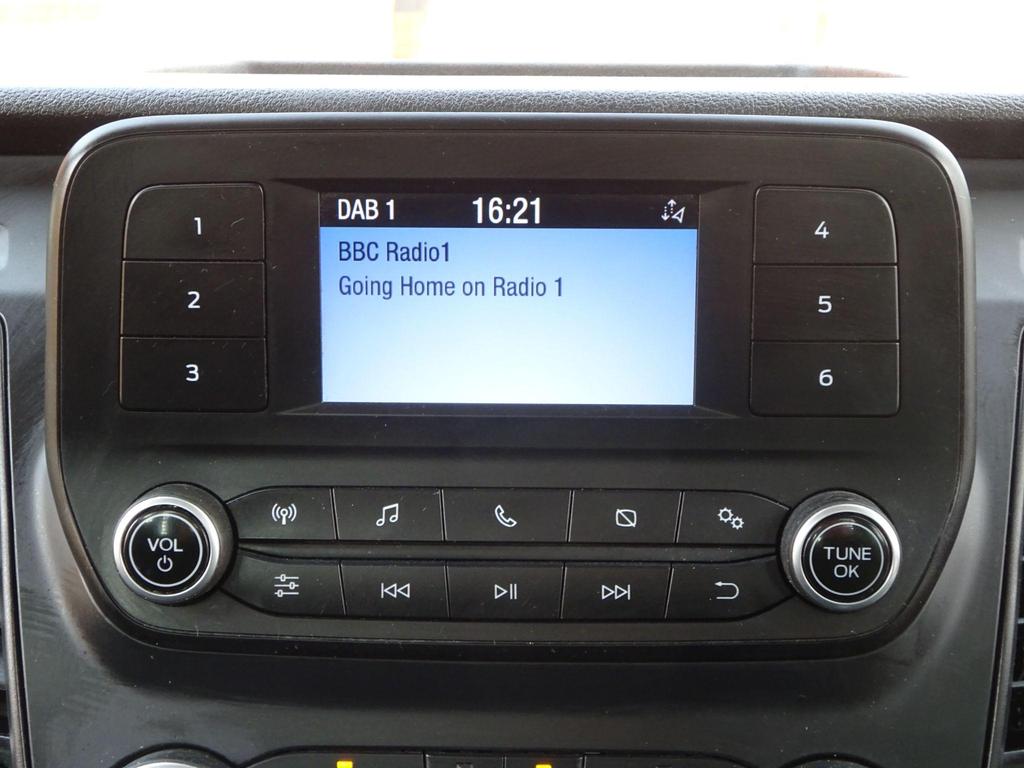 DAB 1 16:21
BBC Radio1
Going Home on Radio 1
1
2
3
4
5
6
VOL
TUNE
OK